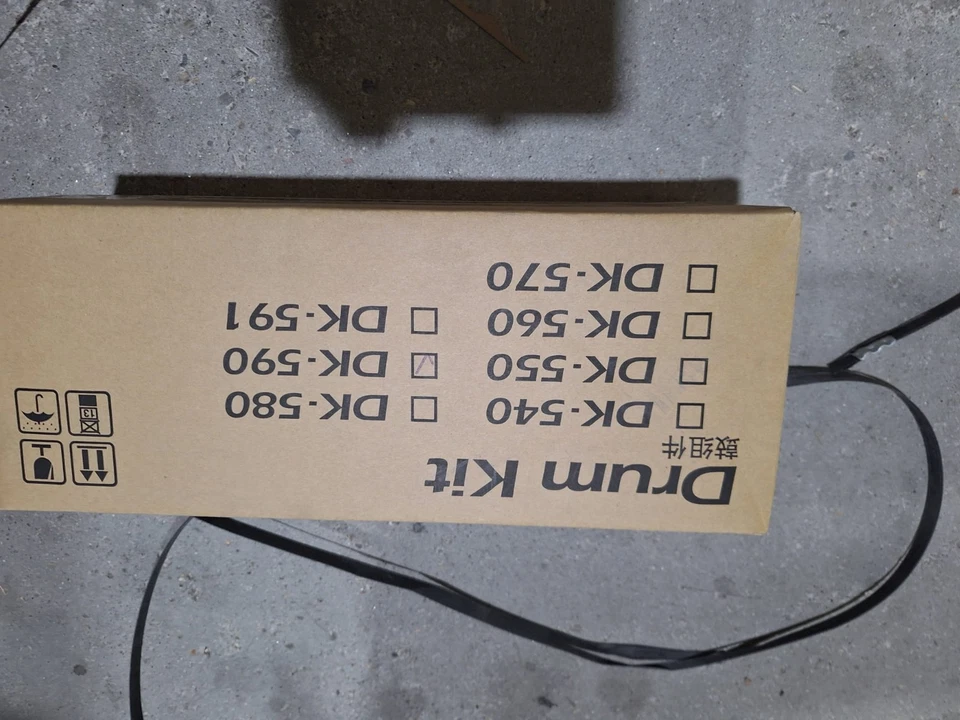 Drum Kit
鼓组件
☐ DK-540 ☐ DK-580
☐ DK-550 ☑ DK-590
☐ DK-560 ☐ DK-591
☐ DK-570
13